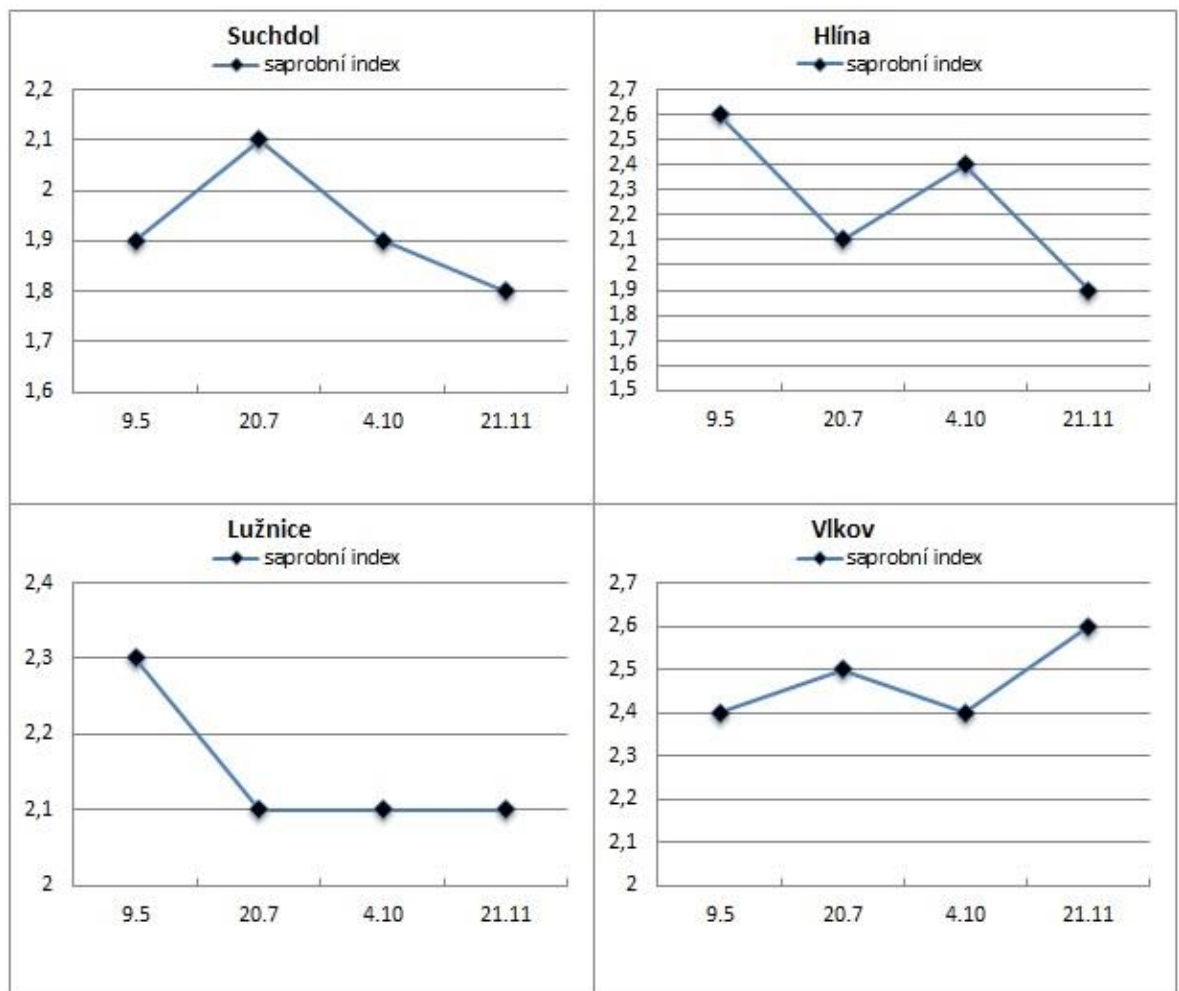 Suchdol
saprobní index
2,2
2,1
2
1,9
1,8
1,7
1,6
9.5 20.7 4.10 21.11
Hlína
saprobní index
2,7
2,6
2,5
2,4
2,3
2,2
2,1
2
1,9
1,8
1,7
1,6
1,5
9.5 20.7 4.10 21.11
Lužnice
saprobní index
2,4
2,3
2,2
2,1
2
9.5 20.7 4.10 21.11
Vlkov
saprobní index
2,7
2,6
2,5
2,4
2,3
2,2
2,1
2
9.5 20.7 4.10 21.11